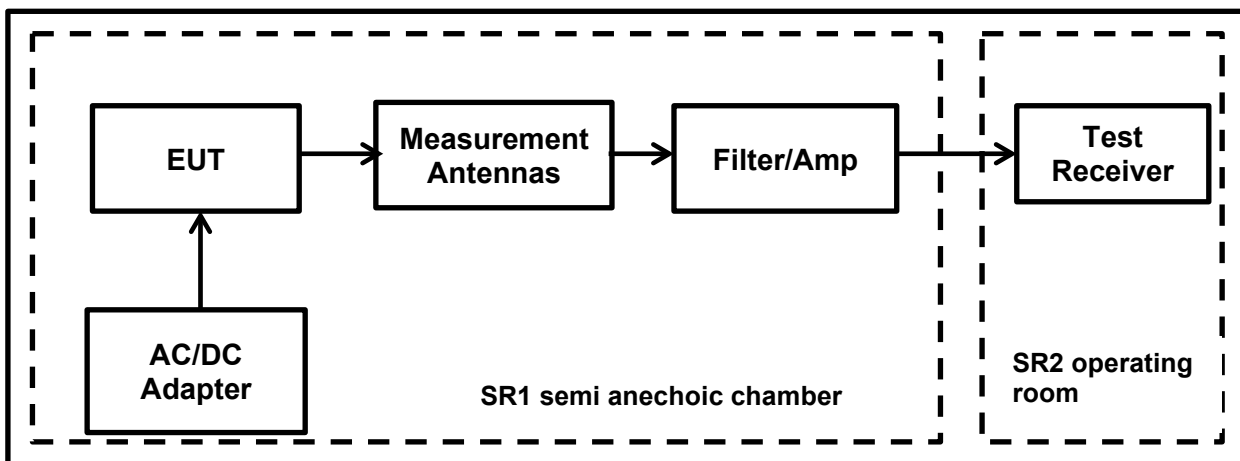 EUT
Measurement
Antennas
Filter/Amp
Test
Receiver
AC/DC
Adapter
SR1 semi anechoic chamber
SR2 operating
room